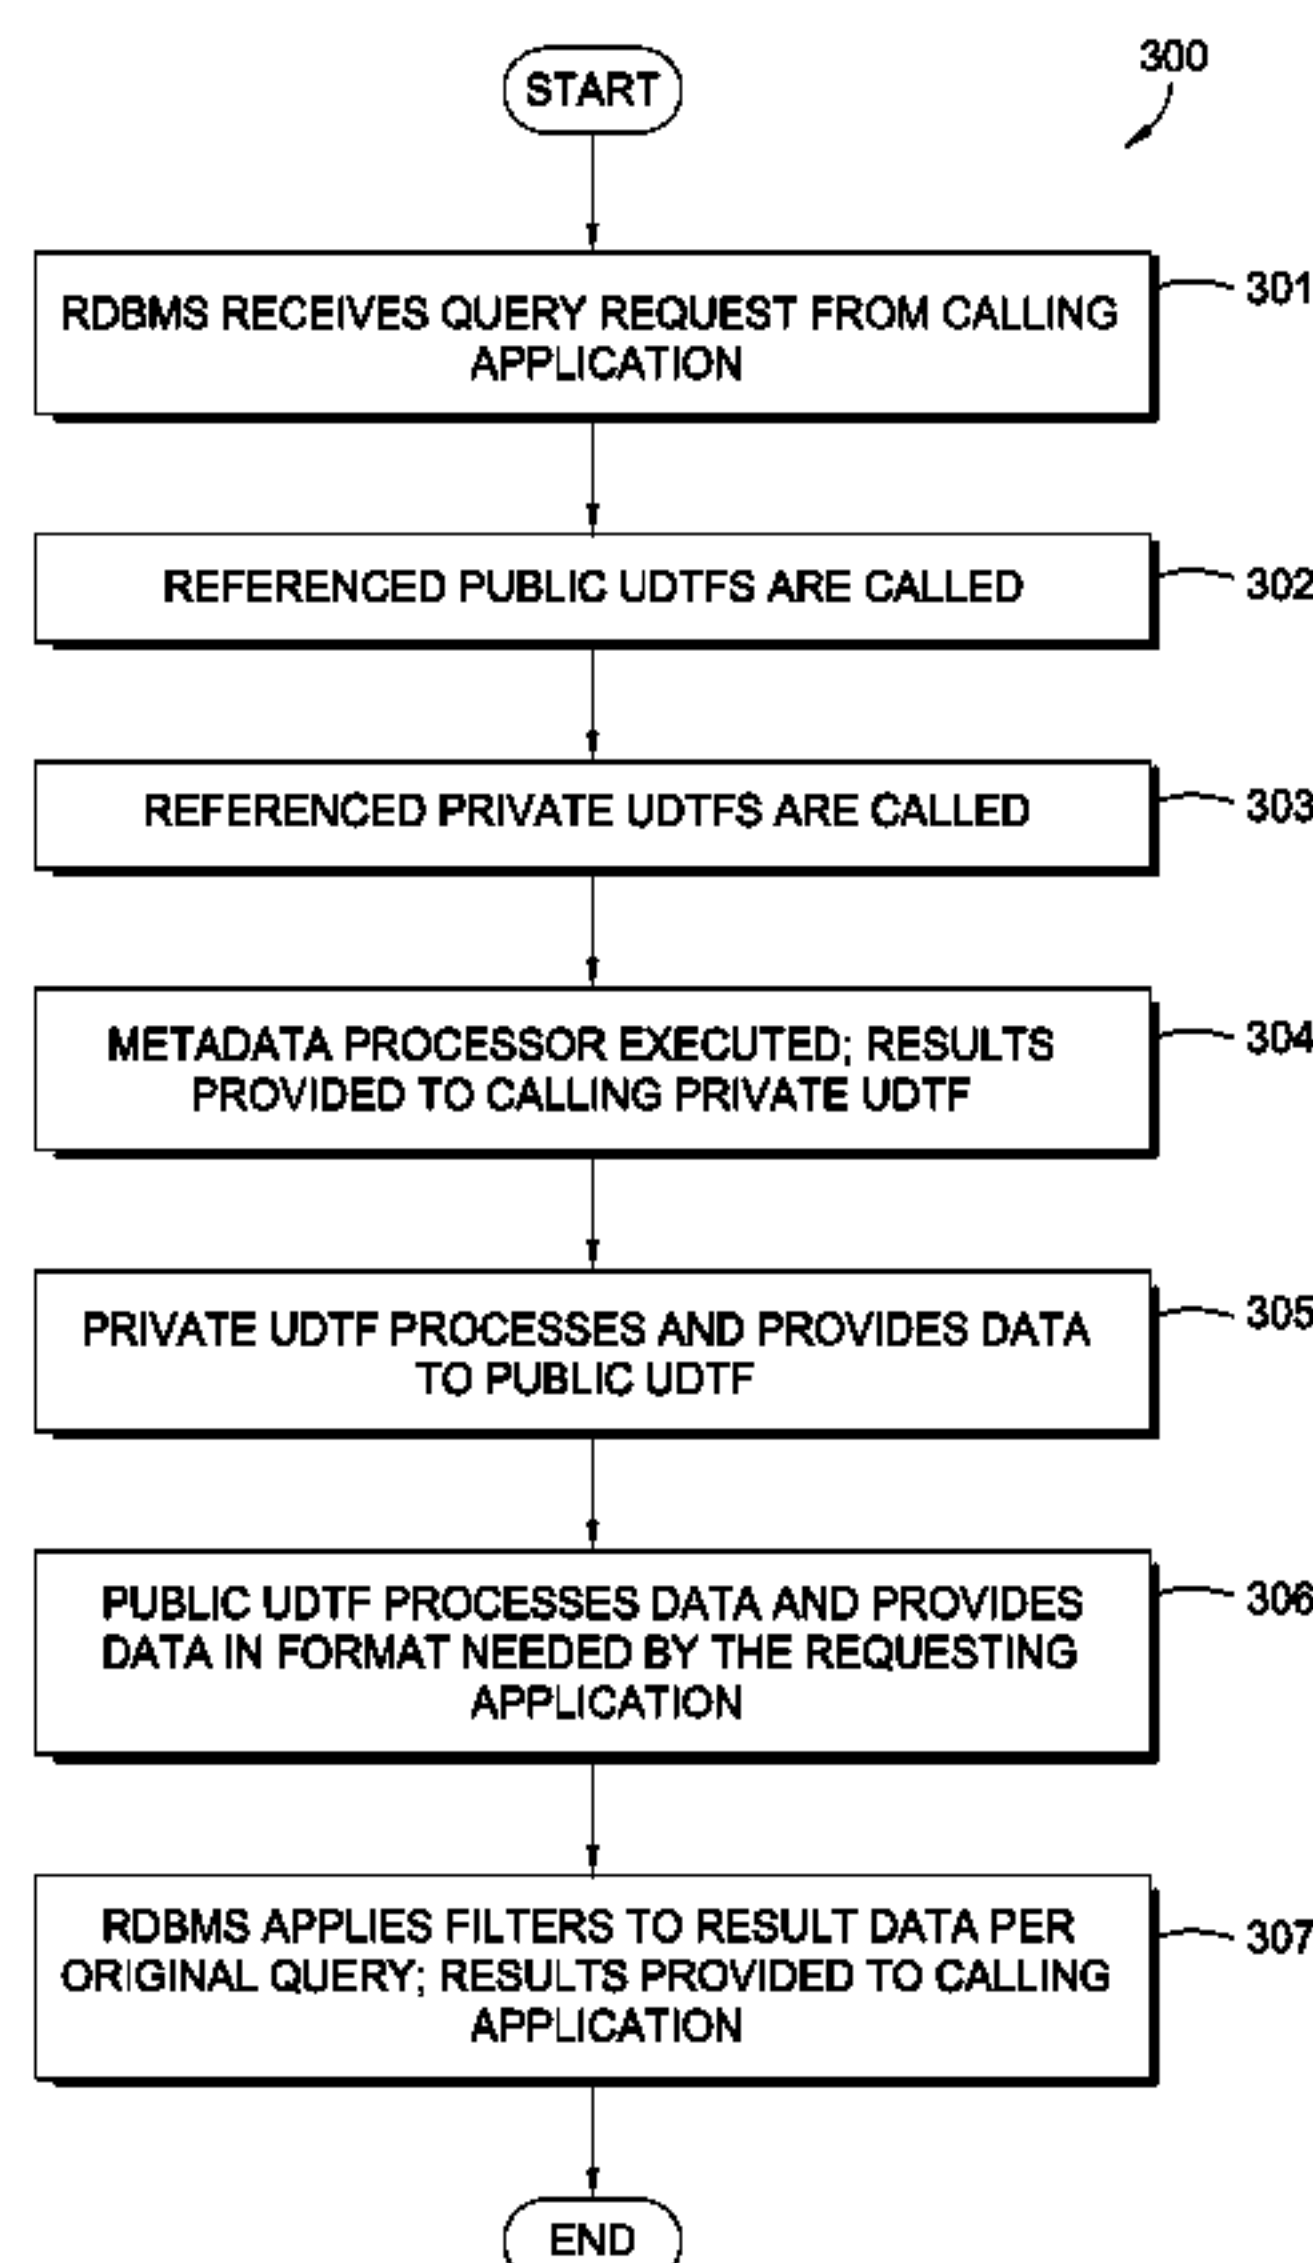 START
300
RDBMS RECEIVES QUERY REQUEST FROM CALLING
APPLICATION
301
REFERENCED PUBLIC UDTFS ARE CALLED
302
REFERENCED PRIVATE UDTFS ARE CALLED
303
METADATA PROCESSOR EXECUTED; RESULTS
PROVIDED TO CALLING PRIVATE UDTF
304
PRIVATE UDTF PROCESSES AND PROVIDES DATA
TO PUBLIC UDTF
305
PUBLIC UDTF PROCESSES DATA AND PROVIDES
DATA IN FORMAT NEEDED BY THE REQUESTING
APPLICATION
306
RDBMS APPLIES FILTERS TO RESULT DATA PER
ORIGINAL QUERY; RESULTS PROVIDED TO CALLING
APPLICATION
307
END